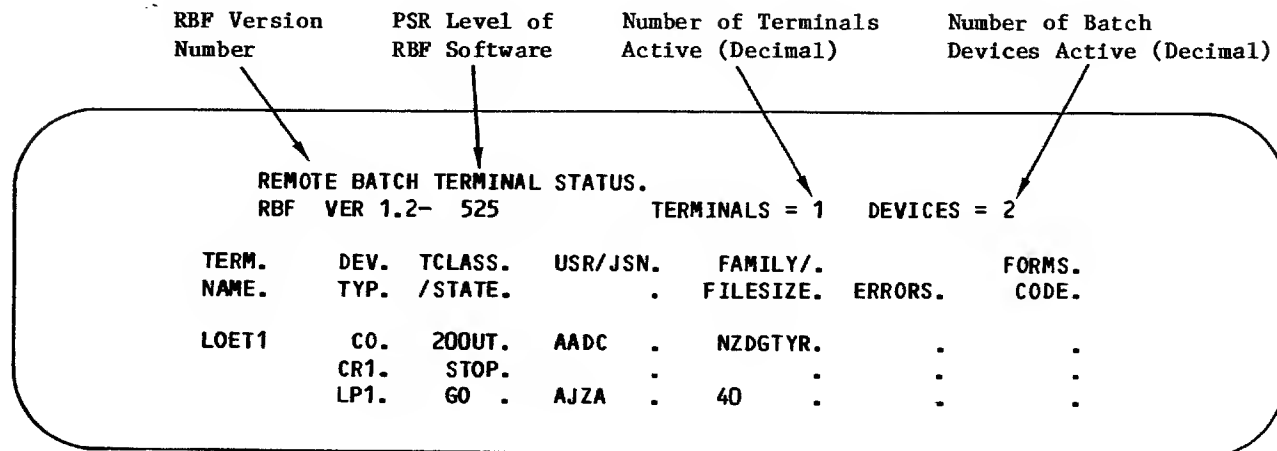 RBF Version PSR Level of Number of Terminals Number of Batch
Number RBF Software Active (Decimal) Devices Active (Decimal)
REMOTE BATCH TERMINAL STATUS.
RBF VER 1.2- 525 TERMINALS = 1 DEVICES = 2
TERM. DEV. TCLASS. USR/JSN. FAMILY/. FORMS.
NAME. TYP. /STATE. . FILESIZE. ERRORS. CODE.
LOET1 CO. 200UT. AADC . NZDGTYR. . .
CR1. STOP. . . . .
LP1. GO . AJZA . 40 . . .